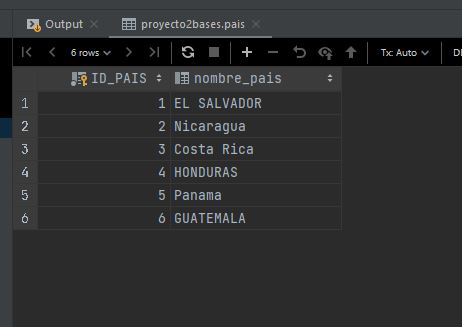 Output proyecto2bases.pais
6 rows Tx: Auto
ID_PAIS nombre_pais
1 1 EL SALVADOR
2 2 Nicaragua
3 3 Costa Rica
4 4 HONDURAS
5 5 Panama
6 6 GUATEMALA